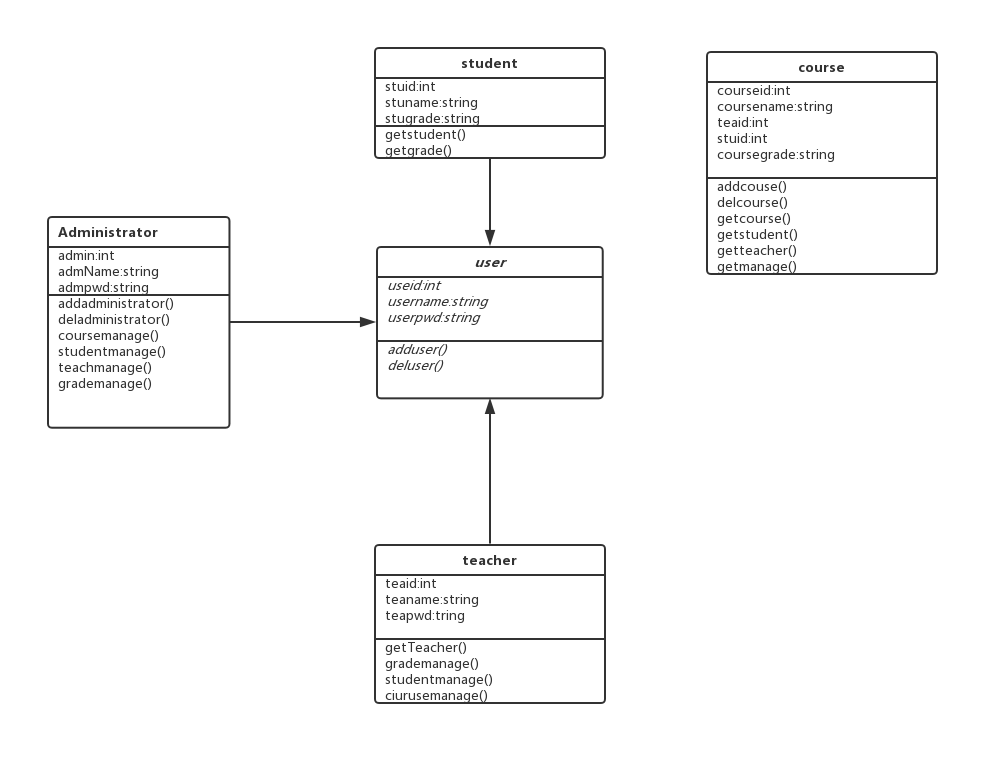 student
stuid:int
stuname:string
stugrade:string
getstudent()
getgrade()
course
courseid:int
coursename:string
teaid:int
stuid:int
coursegrade:string
addcouse()
delcourse()
getcourse()
getstudent()
getteacher()
getmanage()
Administrator
admin:int
admName:string
admpwd:string
addadministrator()
deladministrator()
coursemanage()
studentmanage()
teachmanage()
grademanage()
user
useid:int
username:string
userpwd:string
adduser()
deluser()
teacher
teaid:int
teaname:string
teapwd:tring
getTeacher()
grademanage()
studentmanage()
ciurusemanage()